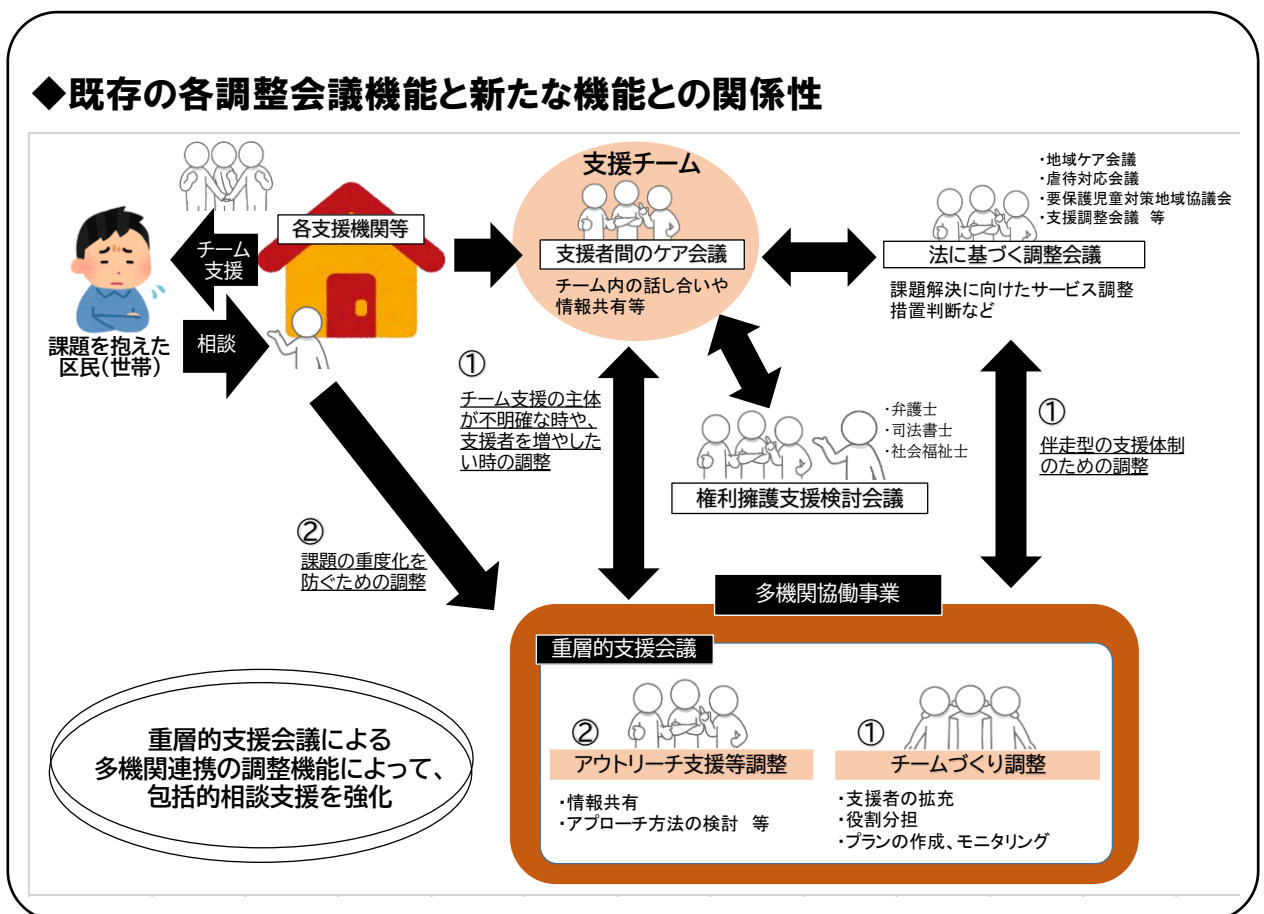 ◆既存の各調整会議機能と新たな機能との関係性
各支援機関等
チーム
支援
相談
課題を抱えた
区民(世帯)
支援チーム
支援者間のケア会議
チーム内の話し合いや
情報共有等
・地域ケア会議
・虐待対応会議
・要保護児童対策地域協議会
・支援調整会議 等
法に基づく調整会議
課題解決に向けたサービス調整
措置判断など
①
チーム支援の主体
が不明確な時や、
支援者を増やした
い時の調整
・弁護士
・司法書士
・社会福祉士
権利擁護支援検討会議
①
伴走型の支援体制
のための調整
②
課題の重度化を
防ぐための調整
多機関協働事業
重層的支援会議
②
アウトリーチ支援等調整
・情報共有
・アプローチ方法の検討 等
①
チームづくり調整
・支援者の拡充
・役割分担
・プランの作成、モニタリング
重層的支援会議による
多機関連携の調整機能によって、
包括的相談支援を強化